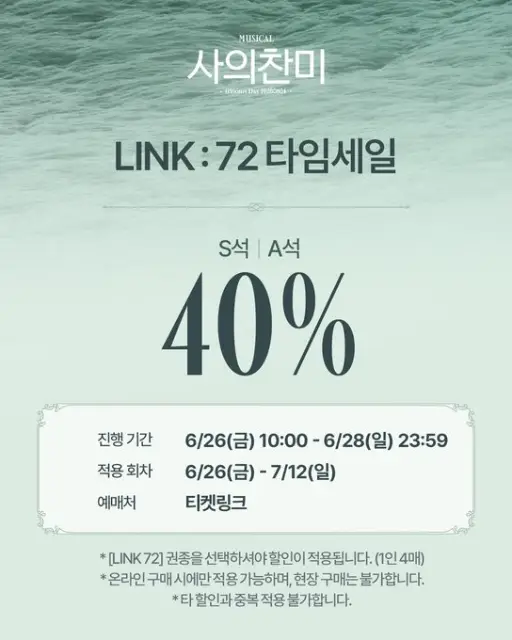 MUSICAL
사의찬미
LINK : 72 타임세일
S석 | A석
40%
진행 기간 6/26(금) 10:00 - 6/28(일) 23:59
적용 회차 6/26(금) - 7/12(일)
예매처 티켓링크
* [LINK 72] 권종을 선택하셔야 할인이 적용됩니다. (1인 4매)
* 온라인 구매 시에만 적용 가능하며, 현장 구매는 불가합니다.
* 타 할인과 중복 적용 불가합니다.